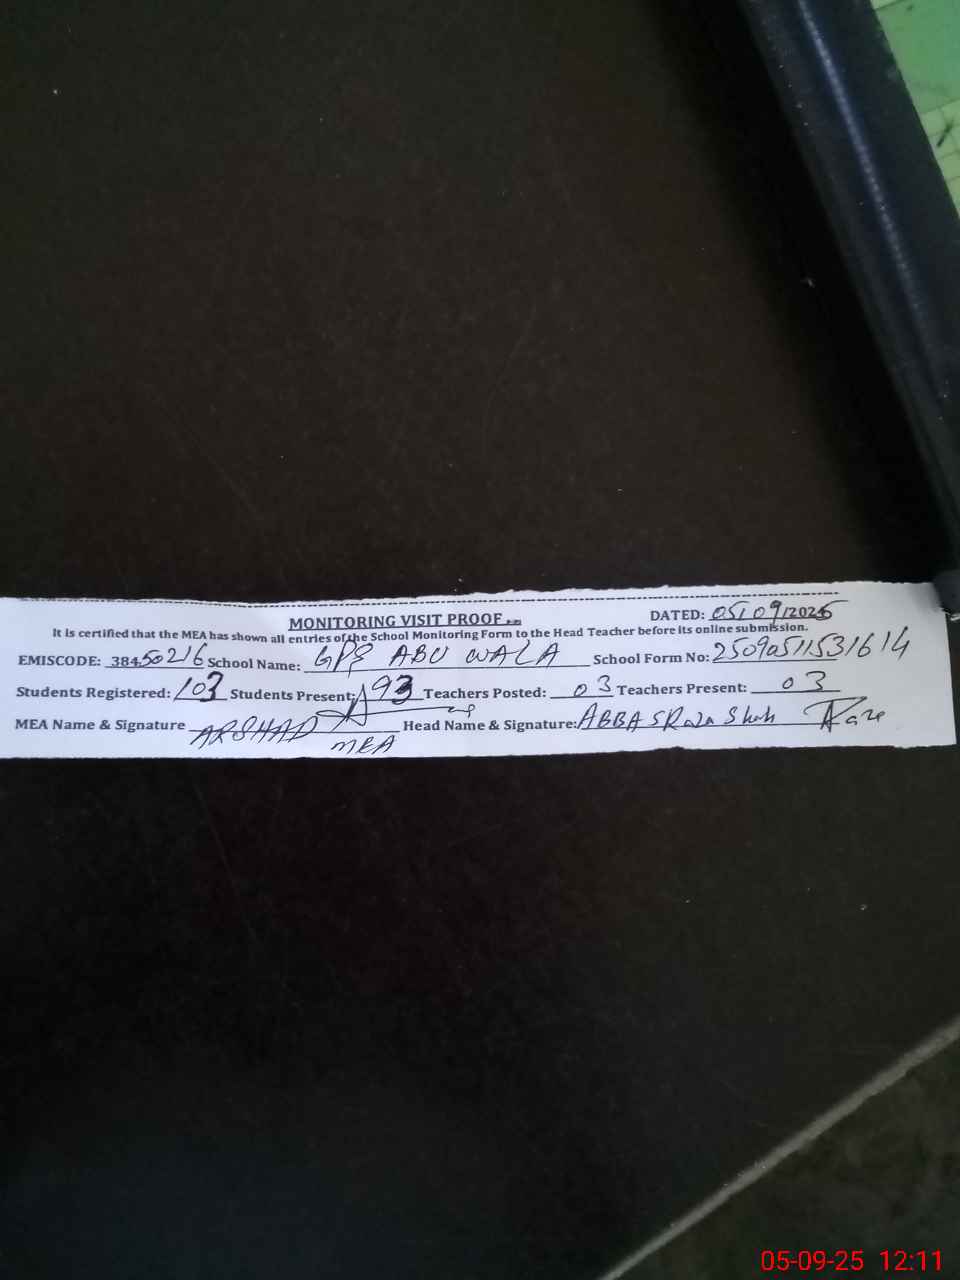 MONITORING VISIT PROOF DATED: 05/09/2025
It is certified that the MEA has shown all entries of the School Monitoring Form to the Head Teacher before its online submission.
EMISCODE: 38450216 School Name: GPS ABU WALA School Form No: 25090511531614
Students Registered: 103 Students Present: 93 Teachers Posted: 03 Teachers Present: 03
MEA Name & Signature ARSHAD Head Name & Signature: ABBAS Raza Shah
MEA
05-09-25 12:11